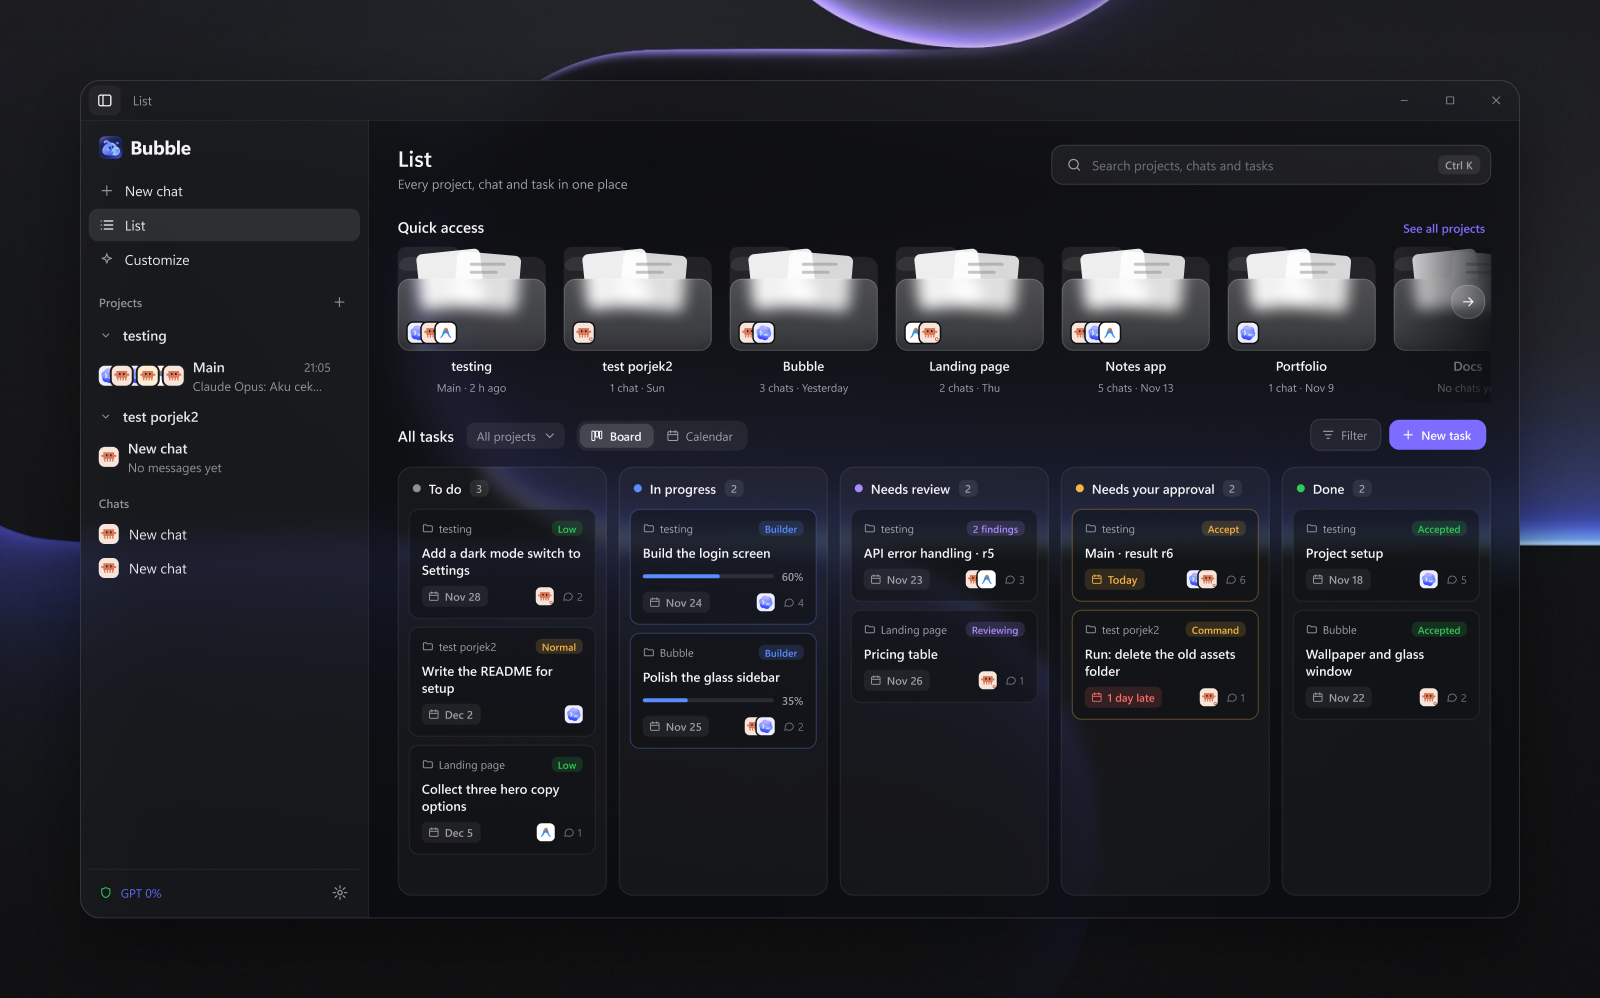 List
Bubble
New chat
List
Customize
Projects
testing
Main 21:05
Claude Opus: Aku cek...
test porjek2
New chat
No messages yet
Chats
New chat
New chat
GPT 0%
List
Every project, chat and task in one place
Search projects, chats and tasks Ctrl K
Quick access See all projects
testing
Main · 2 h ago
test porjek2
1 chat · Sun
Bubble
3 chats · Yesterday
Landing page
2 chats · Thu
Notes app
5 chats · Nov 13
Portfolio
1 chat · Nov 9
Docs
No chats
All tasks All projects Board Calendar Filter New task
To do 3
testing Low
Add a dark mode switch to
Settings
Nov 28 2
test porjek2 Normal
Write the README for
setup
Dec 2
Landing page Low
Collect three hero copy
options
Dec 5 1
In progress 2
testing Builder
Build the login screen
60%
Nov 24 4
Bubble Builder
Polish the glass sidebar
35%
Nov 25 2
Needs review 2
testing 2 findings
API error handling · r5
Nov 23 3
Landing page Reviewing
Pricing table
Nov 26 1
Needs your approval 2
testing Accept
Main · result r6
Today 6
test porjek2 Command
Run: delete the old assets
folder
1 day late 1
Done 2
testing Accepted
Project setup
Nov 18 5
Bubble Accepted
Wallpaper and glass
window
Nov 22 2